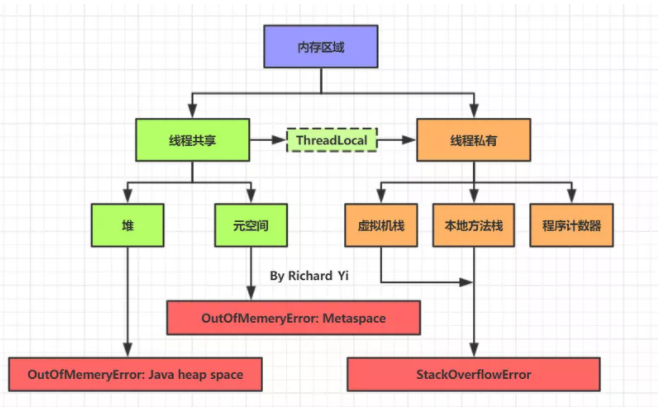 内存区域
线程共享
ThreadLocal
线程私有
堆
元空间
虚拟机栈
本地方法栈
程序计数器
By Richard Yi
OutOfMemeryError: Metaspace
OutOfMemeryError: Java heap space
StackOverflowError